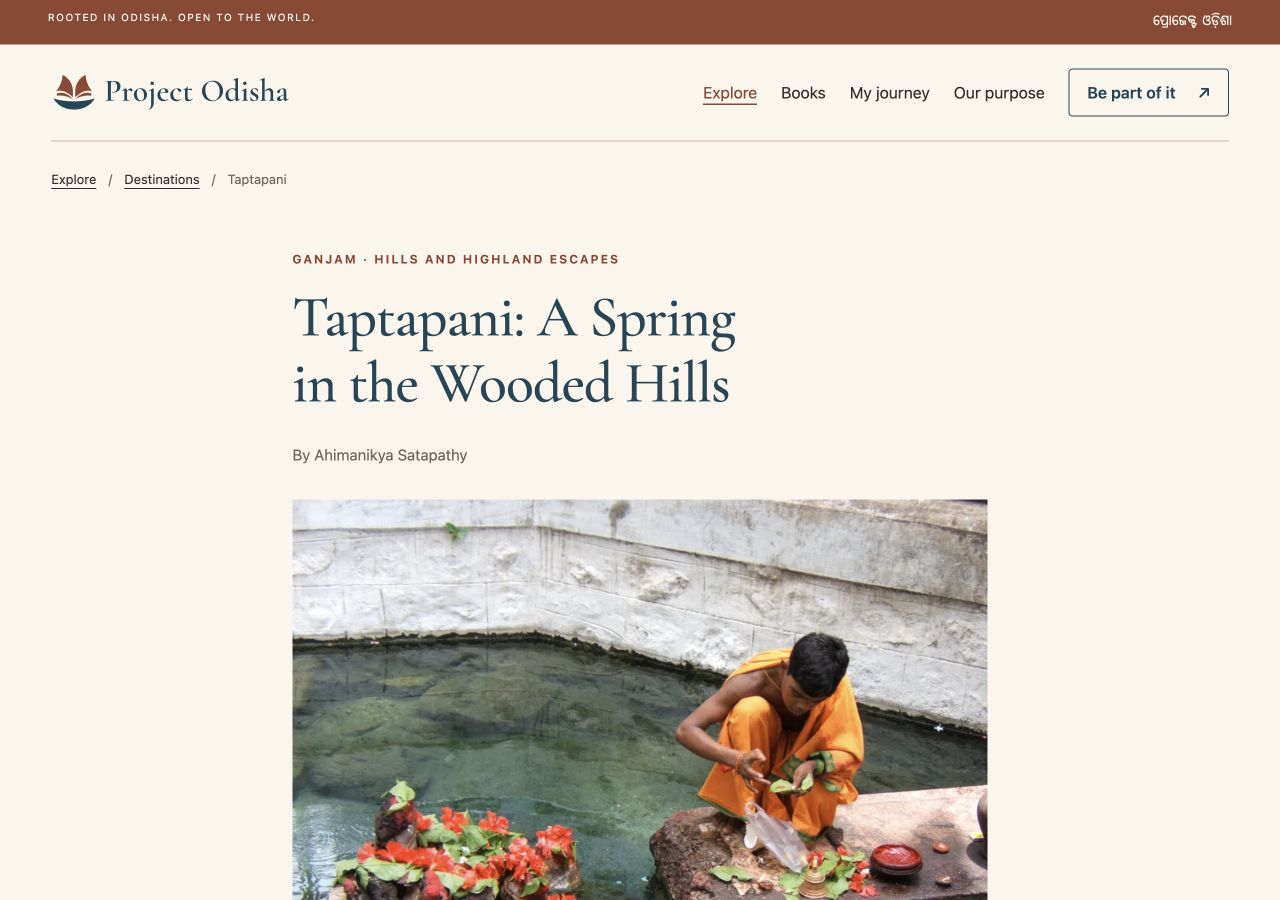 ROOTED IN ODISHA. OPEN TO THE WORLD.
ପ୍ରୋଜେକ୍ଟ ଓଡ଼ିଶା
Project Odisha
Explore
Books
My journey
Our purpose
Be part of it
Explore / Destinations / Taptapani
GANJAM · HILLS AND HIGHLAND ESCAPES
Taptapani: A Spring
in the Wooded Hills
By Ahimanikya Satapathy